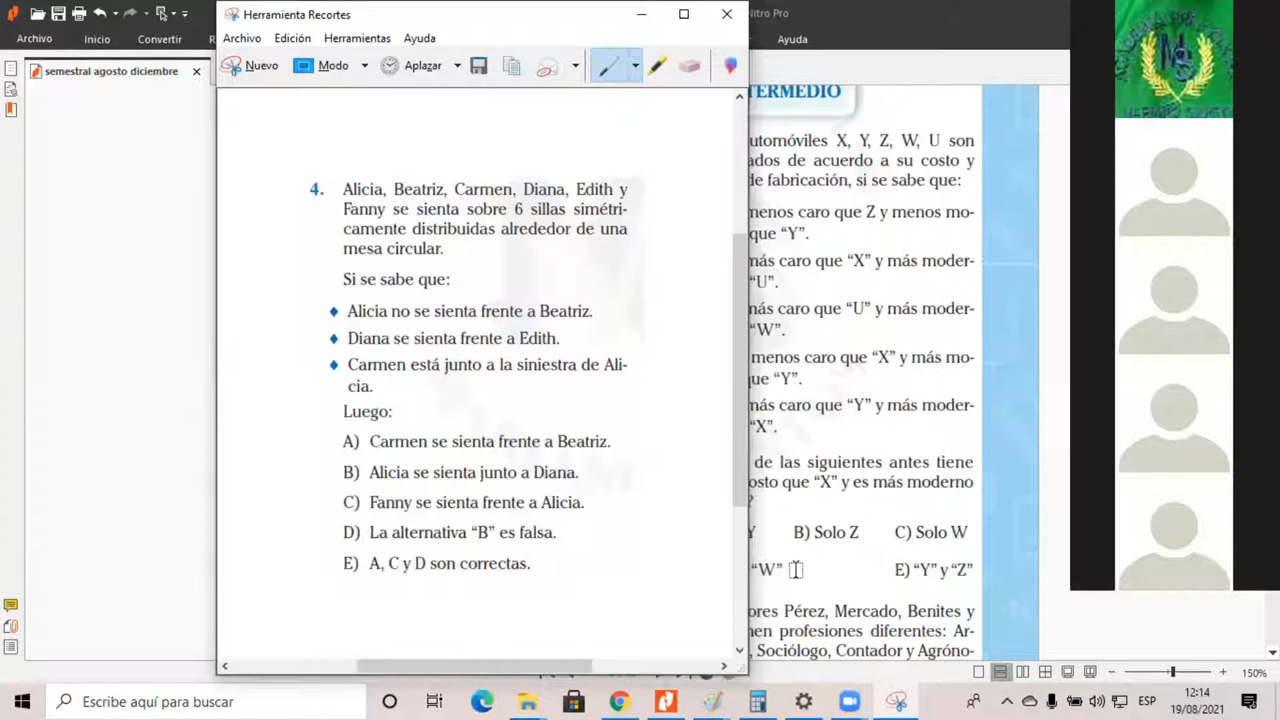 Nitro Pro
Archivo
Inicio
Convertir
Ayuda
semestral agosto diciembre
Herramienta Recortes
Archivo Edición Herramientas Ayuda
Nuevo Modo Aplazar
4. Alicia, Beatriz, Carmen, Diana, Edith y
Fanny se sienta sobre 6 sillas simétri-
camente distribuidas alrededor de una
mesa circular.
Si se sabe que:
♦ Alicia no se sienta frente a Beatriz.
♦ Diana se sienta frente a Edith.
♦ Carmen está junto a la siniestra de Ali-
cia.
Luego:
A) Carmen se sienta frente a Beatriz.
B) Alicia se sienta junto a Diana.
C) Fanny se sienta frente a Alicia.
D) La alternativa “B” es falsa.
E) A, C y D son correctas.
TERMEDIO
utomóviles X, Y, Z, W, U son
ados de acuerdo a su costo y
de fabricación, si se sabe que:
menos caro que Z y menos mo-
que “Y”.
más caro que “X” y más moder-
“U”.
más caro que “U” y más moder-
“W”.
menos caro que “X” y más mo-
que “Y”.
más caro que “Y” y más moder-
“X”.
de las siguientes antes tiene
osto que “X” y es más moderno
?
Y B) Solo Z C) Solo W
“W” E) “Y” y “Z”
ores Pérez, Mercado, Benites y
nen profesiones diferentes: Ar-
, Sociólogo, Contador y Agróno-
150%
Escribe aquí para buscar
ESP
12:14
19/08/2021